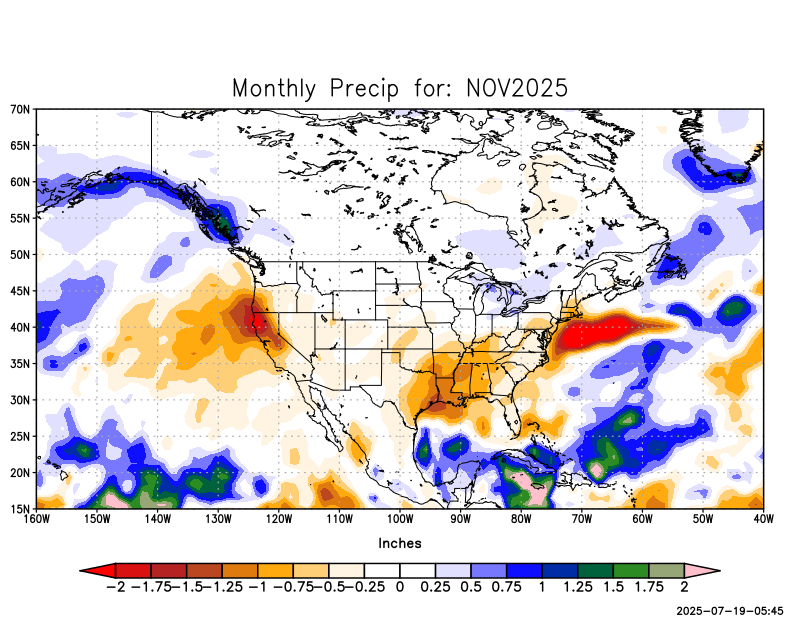 Monthly Precip for: NOV2025
70N
65N
60N
55N
50N
45N
40N
35N
30N
25N
20N
15N
160W 150W 140W 130W 120W 110W 100W 90W 80W 70W 60W 50W 40W
Inches
-2 -1.75-1.5-1.25 -1 -0.75-0.5-0.25 0 0.25 0.5 0.75 1 1.25 1.5 1.75 2
2025-07-19-05:45